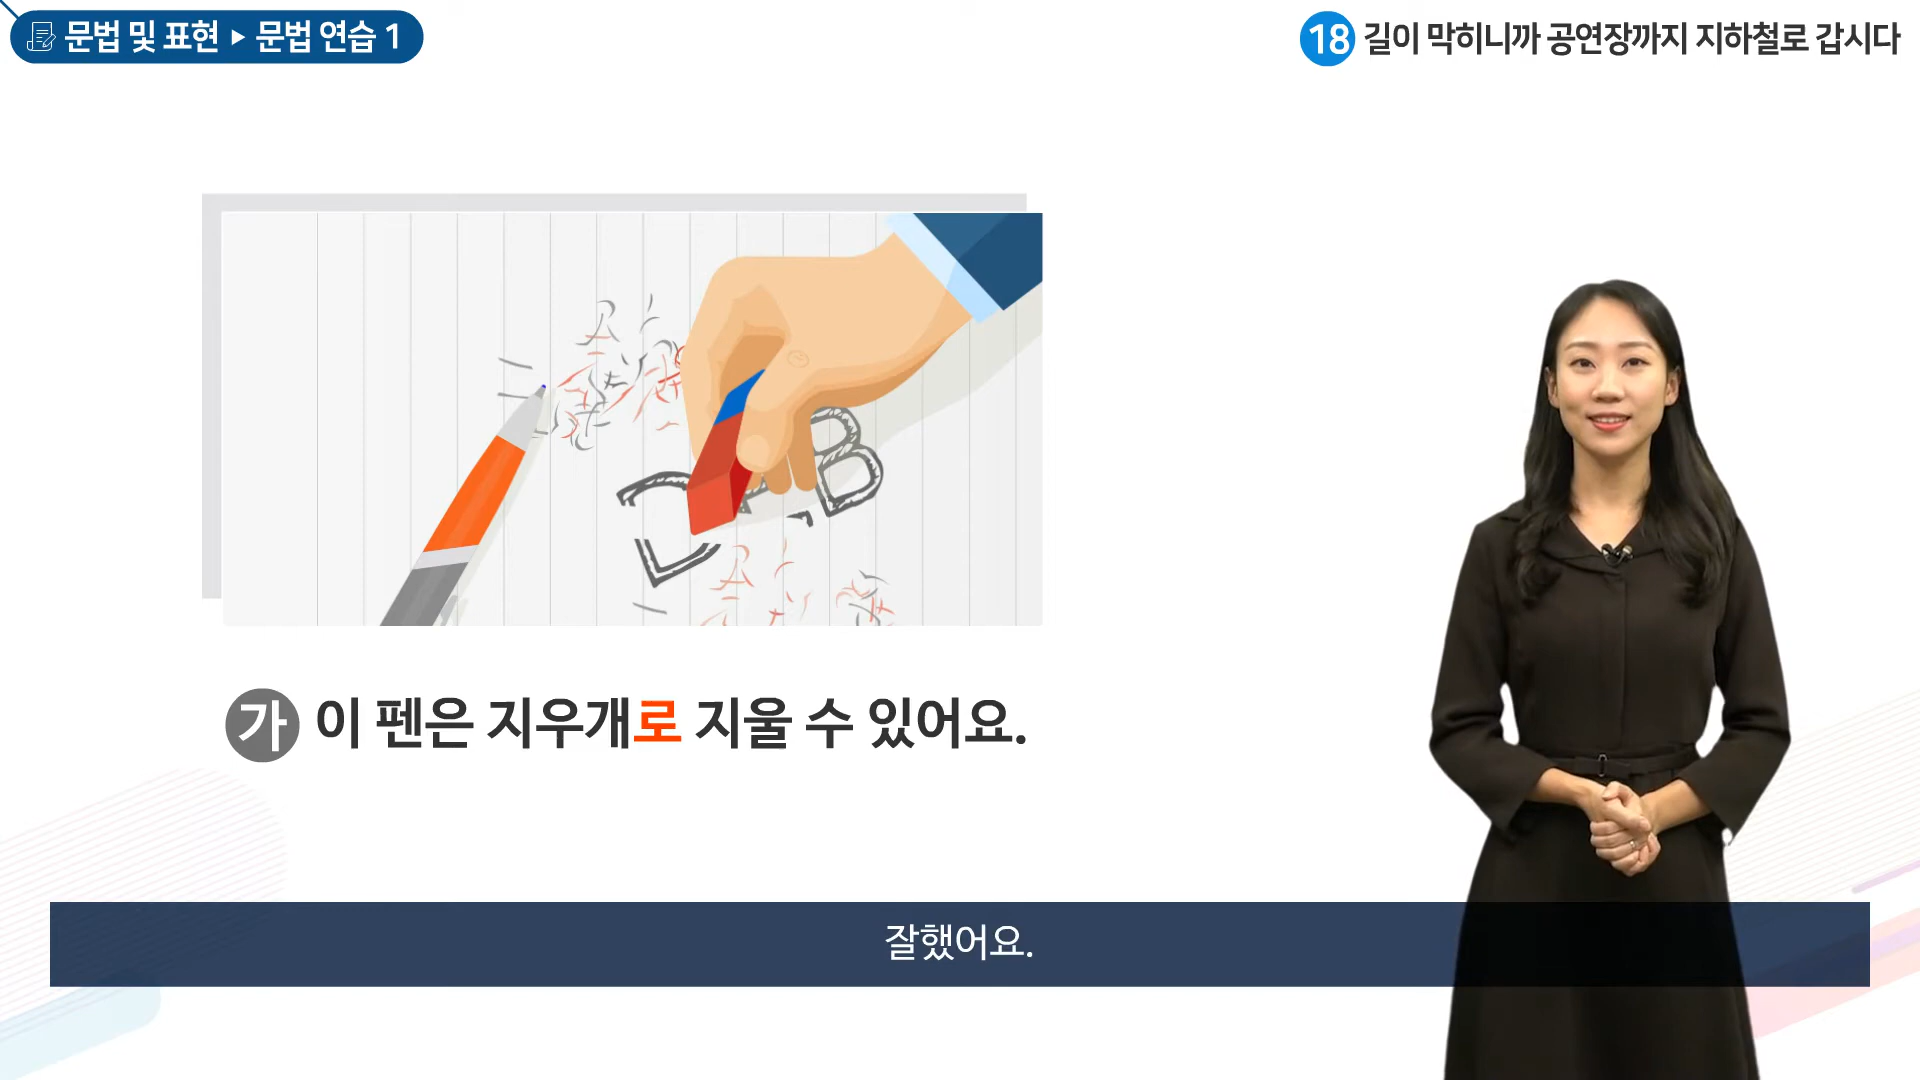 문법 및 표현 ▶ 문법 연습 1
18 길이 막히니까 공연장까지 지하철로 갑시다
B
가 이 펜은 지우개로 지울 수 있어요.
잘했어요.